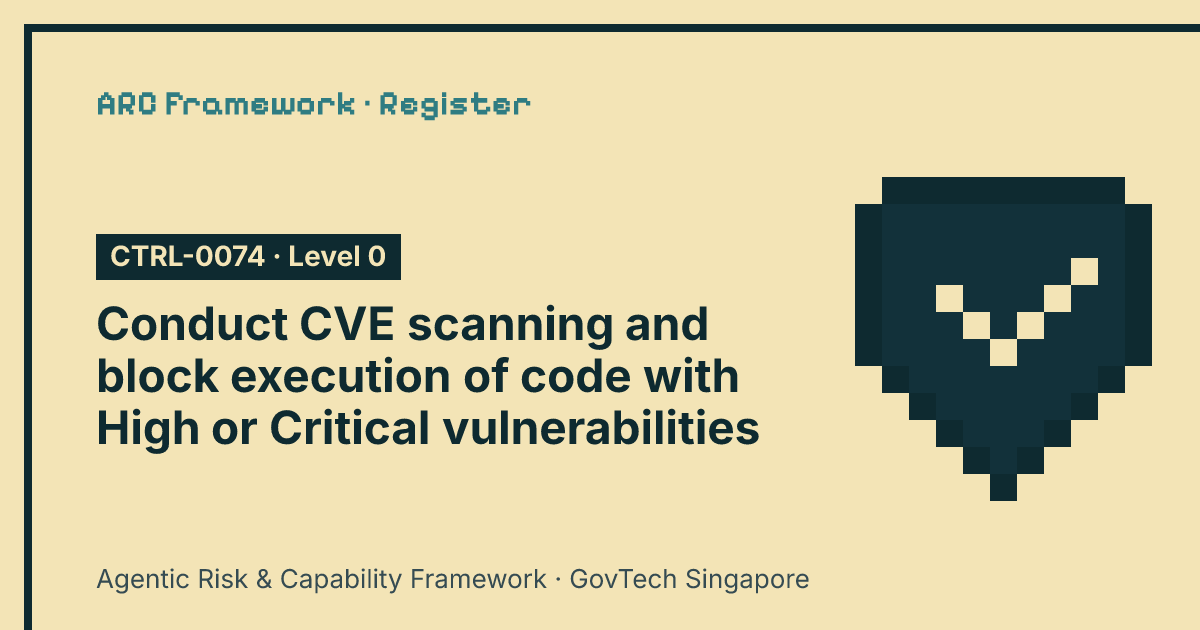 ARC Framework · Register
CTRL-0074 · Level 0
Conduct CVE scanning and
block execution of code with
High or Critical vulnerabilities
Agentic Risk & Capability Framework · GovTech Singapore